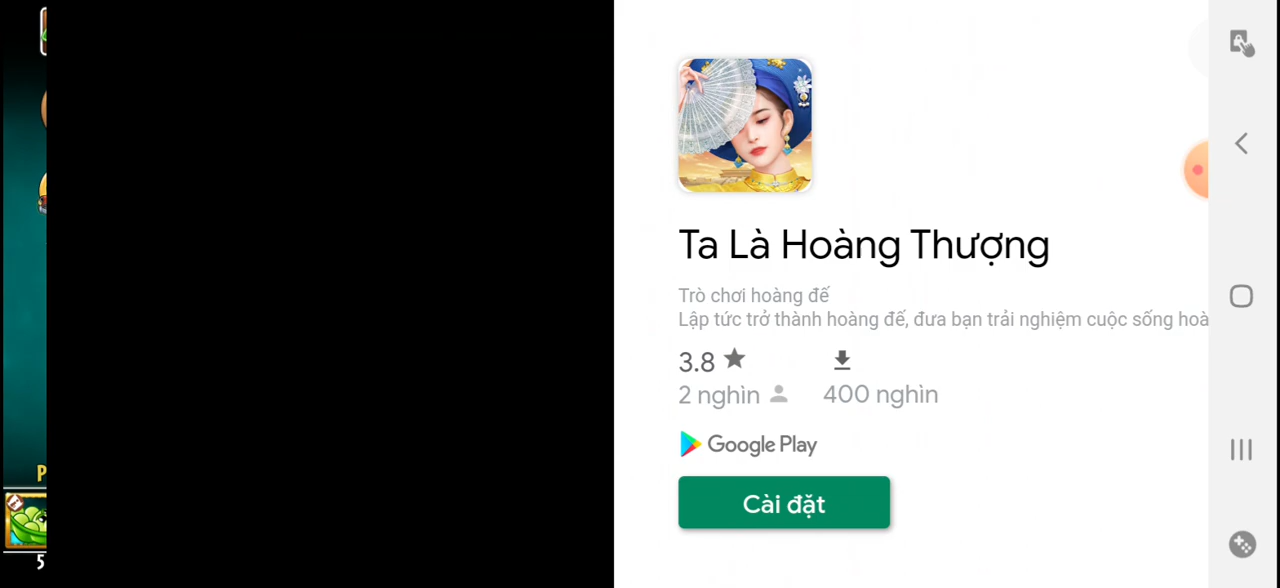 Ta Là Hoàng Thượng
Trò chơi hoàng đế
Lập tức trở thành hoàng đế, đưa bạn trải nghiệm cuộc sống hoà
3.8
2 nghìn 400 nghìn
Google Play
Cài đặt
P
5